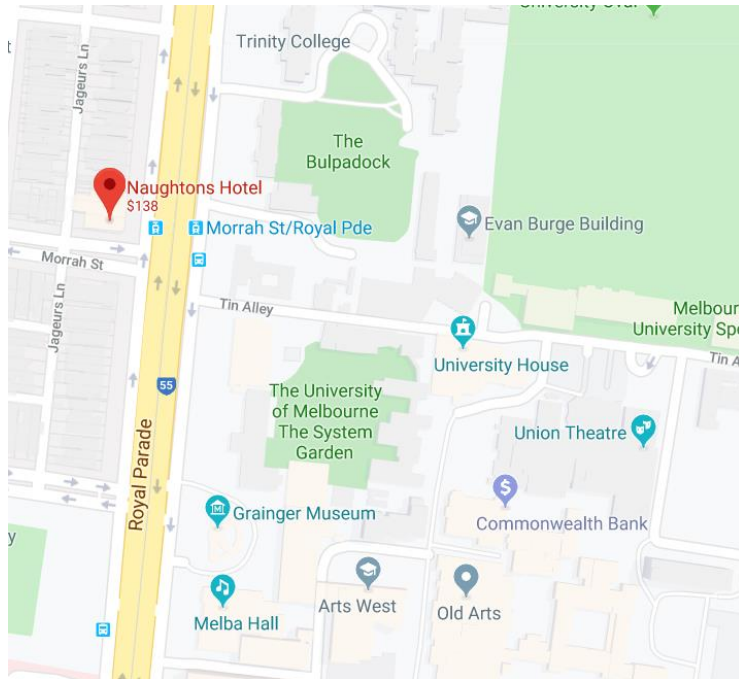 University Oval
Trinity College
t
Jageurs Ln
The
Bulpadock
Naughtons Hotel
$138
Morrah St/Royal Pde
Evan Burge Building
Morrah St
Jageurs Ln
Tin Alley
Melbou
University Spo
Tin A
University House
55
The University
of Melbourne
The System
Garden
Union Theatre
$
Royal Parade
Grainger Museum
Commonwealth Bank
y
Arts West
Old Arts
Melba Hall